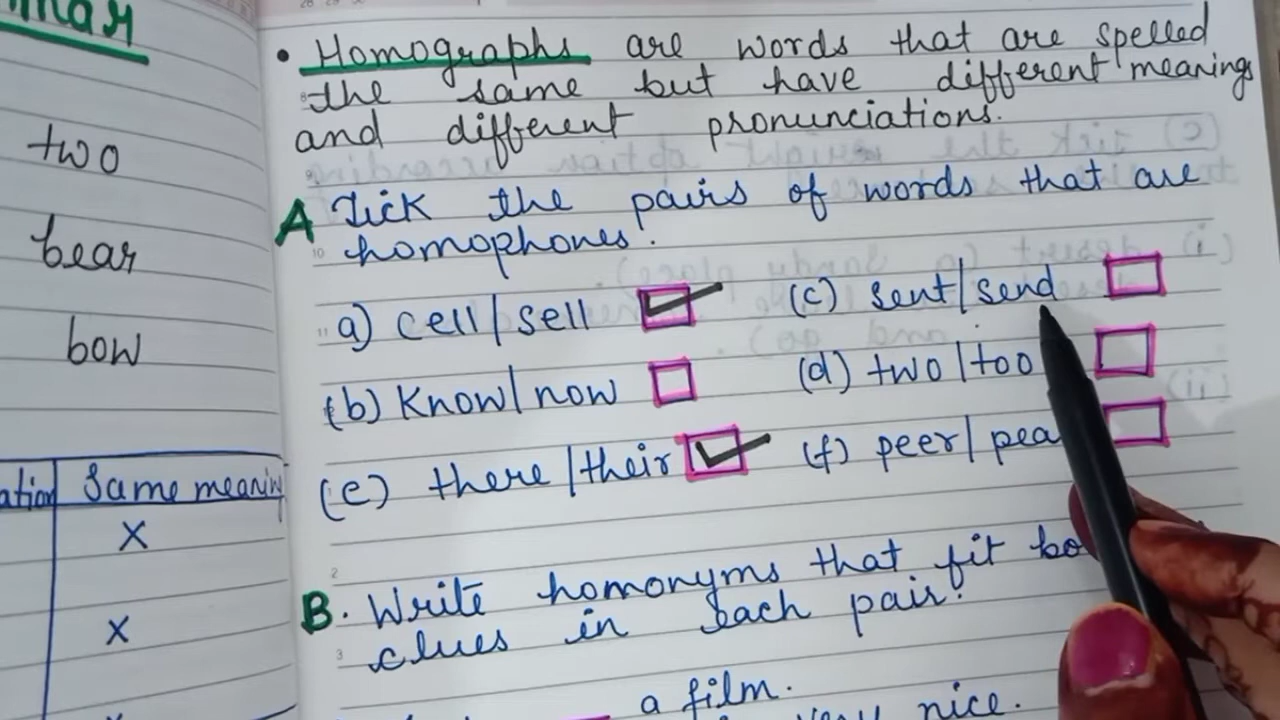 two
bear
bow
Same meaning
X
X
• Homographs are words that are spelled
the same but have different meanings
and different pronunciations.
A Tick the pairs of words that are
homophones.
a) cell/sell (c) sent/send
(b) Know/now (d) two/too
(e) there/their (f) peer/pea
B. Write homonyms that fit bo
clues in each pair.
a film.
very nice.